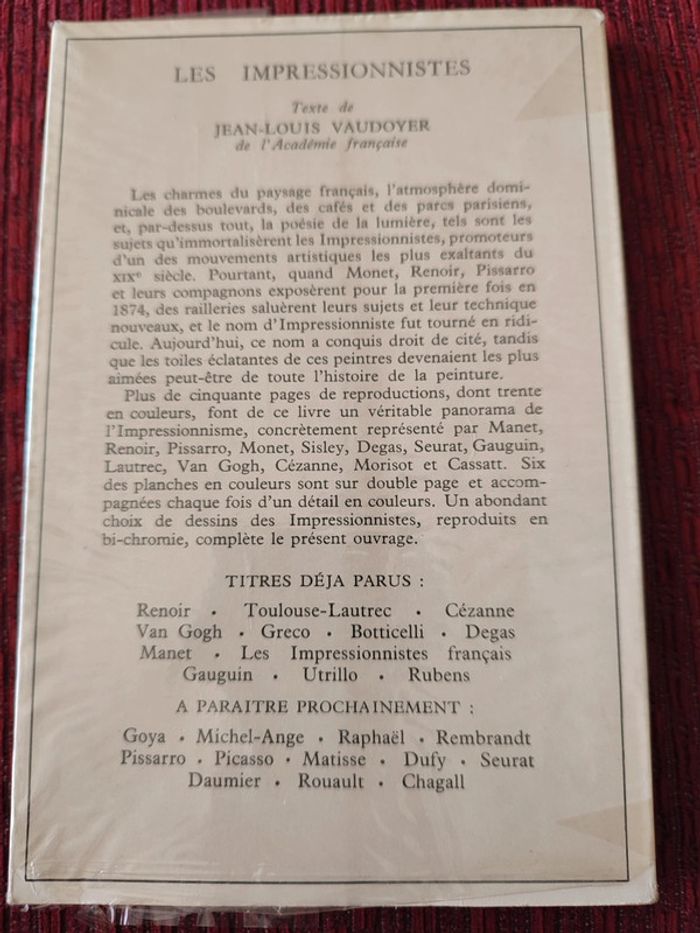 LES IMPRESSIONNISTES
Texte de
JEAN-LOUIS VAUDOYER
de l'Académie française
Les charmes du paysage français, l'atmosphère domi-
nicale des boulevards, des cafés et des parcs parisiens,
et, par-dessus tout, la poésie de la lumière, tels sont les
sujets qu'immortalisèrent les Impressionnistes, promoteurs
d'un des mouvements artistiques les plus exaltants du
XIXe siècle. Pourtant, quand Monet, Renoir, Pissarro
et leurs compagnons exposèrent pour la première fois en
1874, des railleries saluèrent leurs sujets et leur technique
nouveaux, et le nom d'Impressionniste fut tourné en ridi-
cule. Aujourd'hui, ce nom a conquis droit de cité, tandis
que les toiles éclatantes de ces peintres devenaient les plus
aimées peut-être de toute l'histoire de la peinture.
Plus de cinquante pages de reproductions, dont trente
en couleurs, font de ce livre un véritable panorama de
l'Impressionnisme, concrètement représenté par Manet,
Renoir, Pissarro, Monet, Sisley, Degas, Seurat, Gauguin,
Lautrec, Van Gogh, Cézanne, Morisot et Cassatt. Six
des planches en couleurs sont sur double page et accom-
pagnées chaque fois d'un détail en couleurs. Un abondant
choix de dessins des Impressionnistes, reproduits en
bi-chromie, complète le présent ouvrage.
TITRES DÉJA PARUS :
Renoir • Toulouse-Lautrec • Cézanne
Van Gogh • Greco • Botticelli • Degas
Manet • Les Impressionnistes français
Gauguin • Utrillo • Rubens
A PARAITRE PROCHAINEMENT :
Goya • Michel-Ange • Raphaël • Rembrandt
Pissarro • Picasso • Matisse • Dufy • Seurat
Daumier • Rouault • Chagall